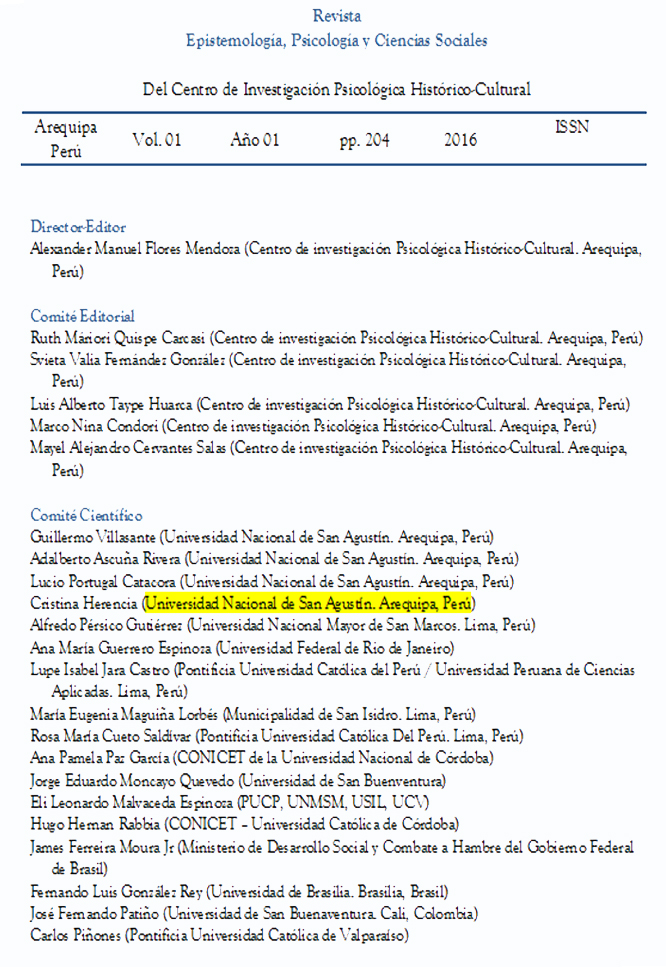 Revista
Epistemología, Psicología y Ciencias Sociales
Del Centro de Investigación Psicológica Histórico-Cultural
Arequipa
Perú
Vol. 01
Año 01
pp. 204
2016
ISSN
Director-Editor
Alexander Manuel Flores Mendoza (Centro de investigación Psicológica Histórico-Cultural. Arequipa,
Perú)
Comité Editorial
Ruth Máriori Quispe Carcasi (Centro de investigación Psicológica Histórico-Cultural. Arequipa, Perú)
Svieta Valia Fernández González (Centro de investigación Psicológica Histórico-Cultural. Arequipa,
Perú)
Luis Alberto Taype Huarca (Centro de investigación Psicológica Histórico-Cultural. Arequipa, Perú)
Marco Nina Condori (Centro de investigación Psicológica Histórico-Cultural. Arequipa, Perú)
Mayel Alejandro Cervantes Salas (Centro de investigación Psicológica Histórico-Cultural. Arequipa,
Perú)
Comité Científico
Guillermo Villasante (Universidad Nacional de San Agustín. Arequipa, Perú)
Adalberto Ascuña Rivera (Universidad Nacional de San Agustín. Arequipa, Perú)
Lucio Portugal Catacora (Universidad Nacional de San Agustín. Arequipa, Perú)
Cristina Herencia (Universidad Nacional de San Agustín. Arequipa, Perú)
Alfredo Pérsico Gutiérrez (Universidad Nacional Mayor de San Marcos. Lima, Perú)
Ana María Guerrero Espinoza (Universidad Federal de Rio de Janeiro)
Lupe Isabel Jara Castro (Pontificia Universidad Católica del Perú / Universidad Peruana de Ciencias
Aplicadas. Lima, Perú)
María Eugenia Maguiña Lorbés (Municipalidad de San Isidro. Lima, Perú)
Rosa María Cueto Saldívar (Pontificia Universidad Católica Del Perú. Lima, Perú)
Ana Pamela Paz García (CONICET de la Universidad Nacional de Córdoba)
Jorge Eduardo Moncayo Quevedo (Universidad de San Buenventura)
Eli Leonardo Malvaceda Espinoza (PUCP, UNMSM, USIL, UCV)
Hugo Hernan Rabbia (CONICET – Universidad Católica de Córdoba)
James Ferreira Moura Jr (Ministerio de Desarrollo Social y Combate a Hambre del Gobierno Federal
de Brasil)
Fernando Luis González Rey (Universidad de Brasilia. Brasilia, Brasil)
José Fernando Patiño (Universidad de San Buenaventura. Cali, Colombia)
Carlos Piñones (Pontificia Universidad Católica de Valparaíso)